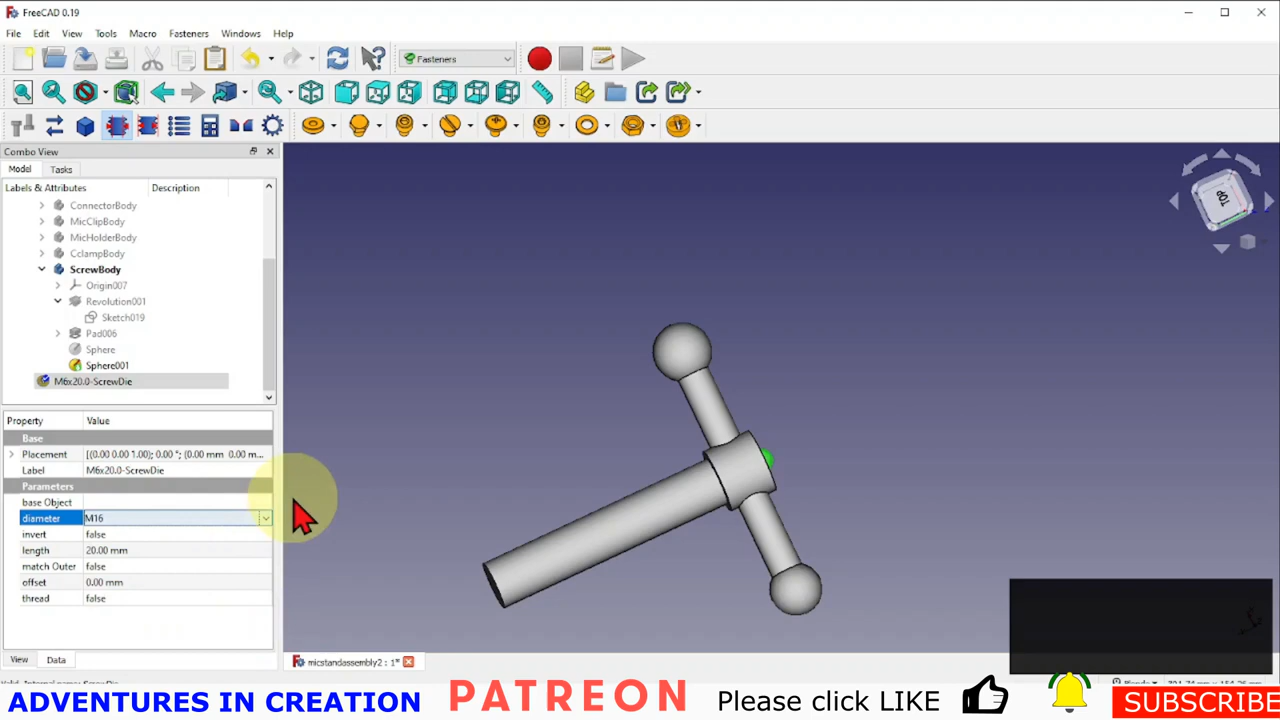 FreeCAD 0.19
File Edit View Tools Macro Fasteners Windows Help
Fasteners
Combo View
Model Tasks
Labels & Attributes Description
ConnectorBody
MicClipBody
MicHolderBody
CclampBody
ScrewBody
Origin007
Revolution001
Sketch019
Pad006
Sphere
Sphere001
M6x20.0-ScrewDie
Property Value
Base
Placement [(0.00 0.00 1.00); 0.00 °; (0.00 mm 0.00 m...
Label M6x20.0-ScrewDie
Parameters
base Object
diameter M16
invert false
length 20.00 mm
match Outer false
offset 0.00 mm
thread false
View Data
TOP
micstandassembly2 : 1*
ADVENTURES IN CREATION PATREON Please click LIKE SUBSCRIBE